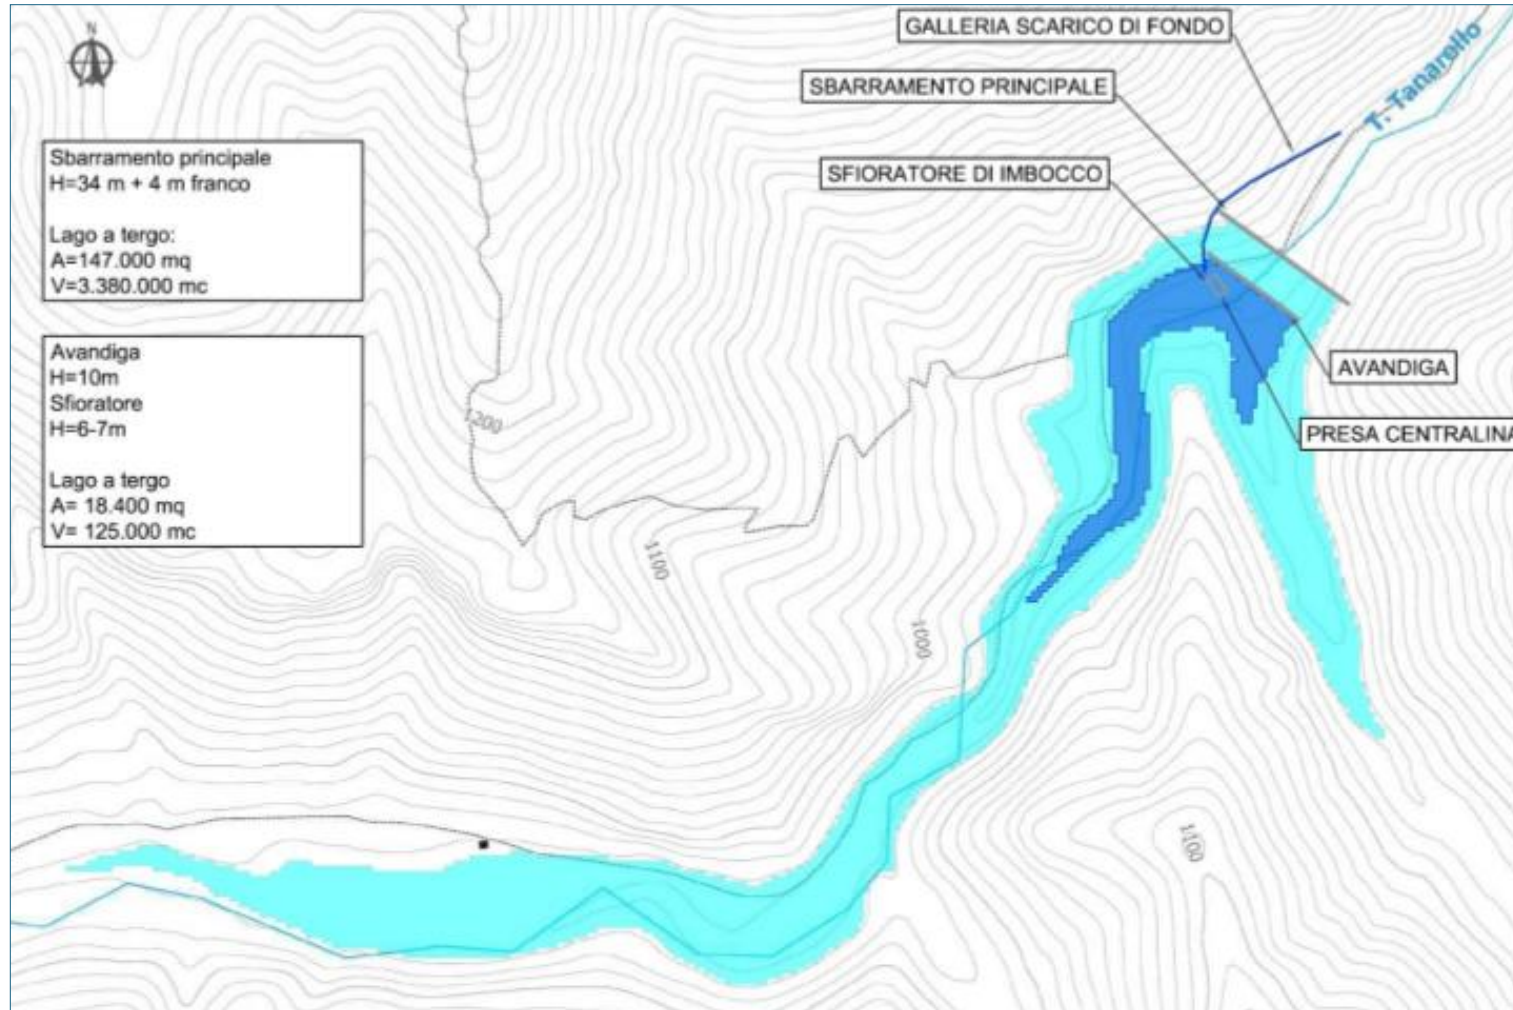 N
GALLERIA SCARICO DI FONDO
SBARRAMENTO PRINCIPALE
T. Tanarello
SFIORATORE DI IMBOCCO
Sbarramento principale
H=34 m + 4 m franco
Lago a tergo:
A=147.000 mq
V=3.380.000 mc
Avandiga
H=10m
Sfioratore
H=6-7m
Lago a tergo
A= 18.400 mq
V= 125.000 mc
AVANDIGA
PRESA CENTRALINA
1200
1100
1000
1100